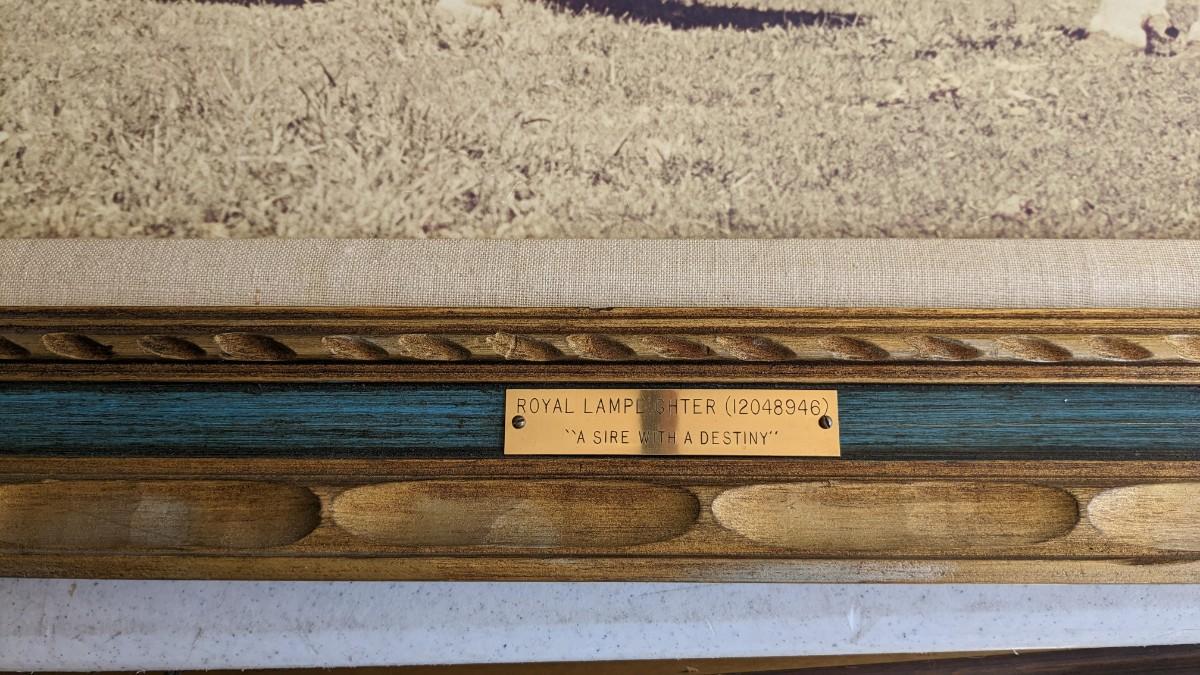 ROYAL LAMPLIGHTER (12048946)
``A SIRE WITH A DESTINY''